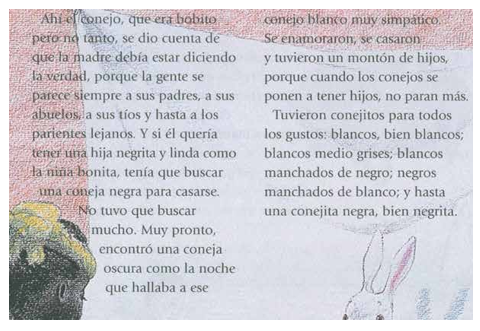 Ahí el conejo, que era bobito
pero no tanto, se dio cuenta de
que la madre debía estar diciendo
la verdad, porque la gente se
parece siempre a sus padres, a sus
abuelos, a sus tíos y hasta a los
parientes lejanos. Y si él quería
tener una hija negrita y linda como
la niña bonita, tenía que buscar
una coneja negra para casarse.
No tuvo que buscar
mucho. Muy pronto,
encontró una coneja
oscura como la noche
que hallaba a ese
conejo blanco muy simpático.
Se enamoraron, se casaron
y tuvieron un montón de hijos,
porque cuando los conejos se
ponen a tener hijos, no paran más.
Tuvieron conejitos para todos
los gustos: blancos, bien blancos;
blancos medio grises; blancos
manchados de negro; negros
manchados de blanco; y hasta
una conejita negra, bien negrita.